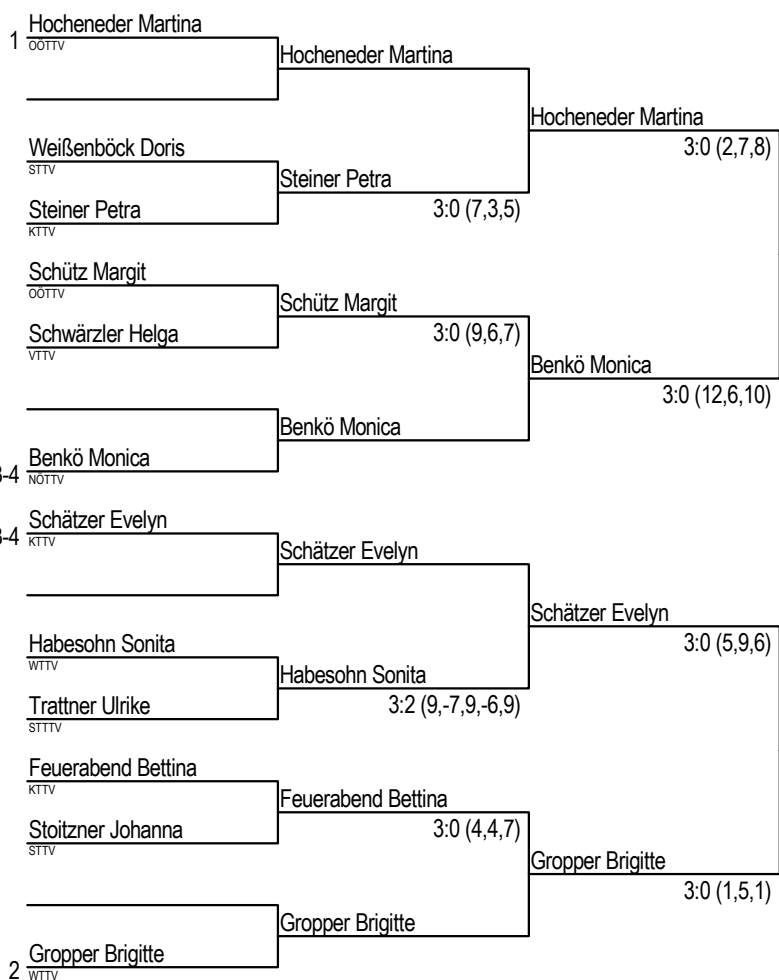 Hocheneder Martina
1
OÖTTV
Hocheneder Martina
Hocheneder Martina
3:0 (2,7,8)
Weißenböck Doris
STTV
Steiner Petra
3:0 (7,3,5)
Steiner Petra
KTTV
Schütz Margit
OÖTTV
Schütz Margit
3:0 (9,6,7)
Schwärzler Helga
VTTV
Benkö Monica
3:0 (12,6,10)
Benkö Monica
Benkö Monica
3-4
NÖTTV
Schätzer Evelyn
3-4
KTTV
Schätzer Evelyn
Schätzer Evelyn
3:0 (5,9,6)
Habesohn Sonita
WTTV
Habesohn Sonita
3:2 (9,-7,9,-6,9)
Trattner Ulrike
STTTV
Feuerabend Bettina
KTTV
Feuerabend Bettina
3:0 (4,4,7)
Stoitzner Johanna
STTV
Gropper Brigitte
3:0 (1,5,1)
Gropper Brigitte
Gropper Brigitte
2
WTTV